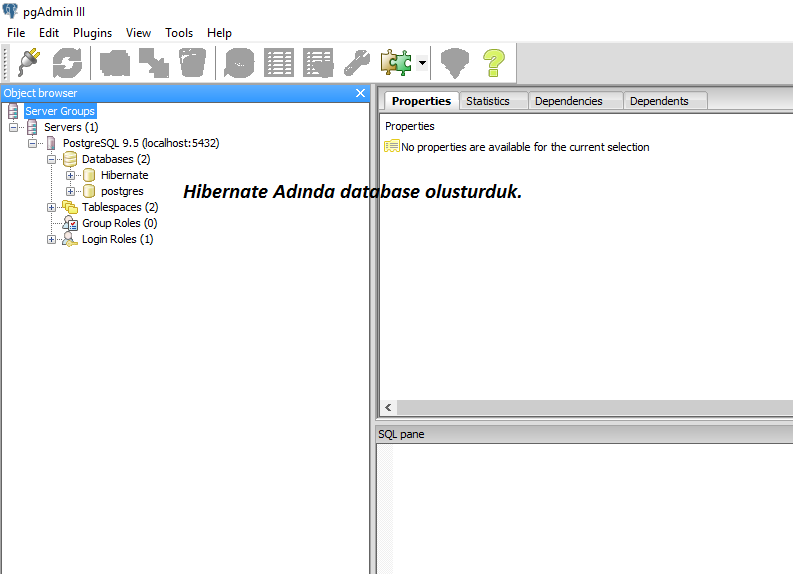 pgAdmin III
File Edit Plugins View Tools Help
Object browser
Server Groups
Servers (1)
PostgreSQL 9.5 (localhost:5432)
Databases (2)
Hibernate
postgres
Tablespaces (2)
Group Roles (0)
Login Roles (1)
Hibernate Adında database olusturduk.
Properties Statistics Dependencies Dependents
Properties
No properties are available for the current selection
SQL pane